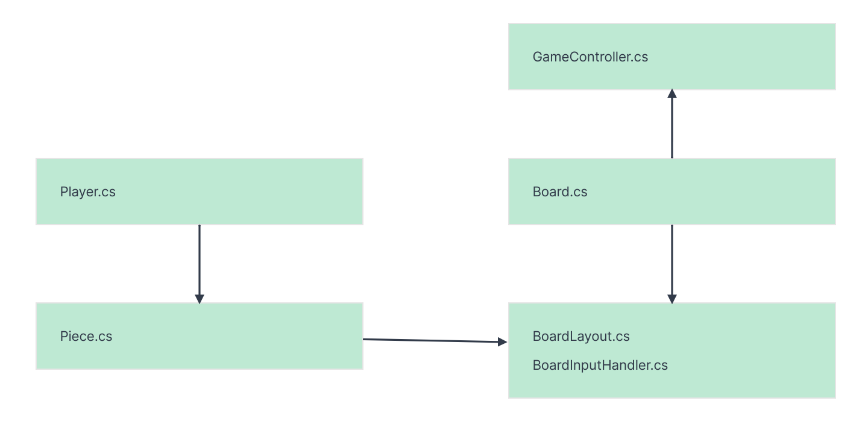 GameController.cs
Player.cs
Board.cs
Piece.cs
BoardLayout.cs
BoardInputHandler.cs